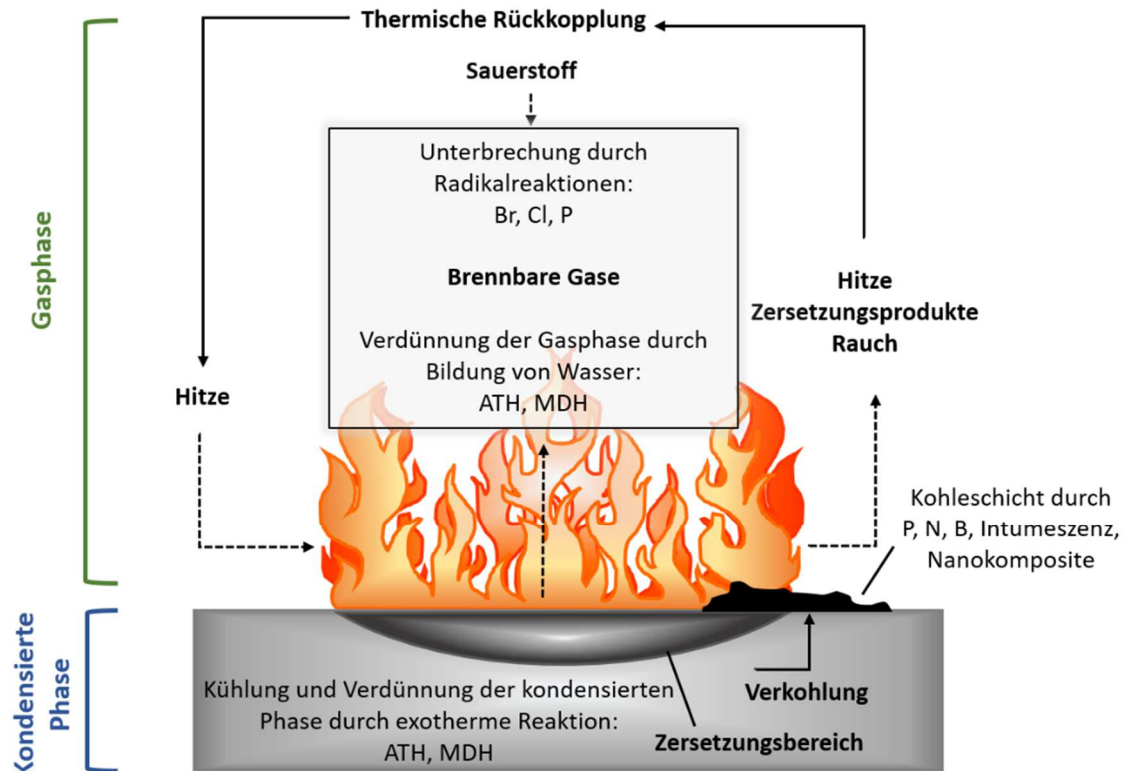 Thermische Rückkopplung
Sauerstoff
Unterbrechung durch
Radikalreaktionen:
Br, Cl, P
Brennbare Gase
Verdünnung der Gasphase durch
Bildung von Wasser:
ATH, MDH
Gasphase
Hitze
Hitze
Zersetzungsprodukte
Rauch
Kohleschicht durch
P, N, B, Intumeszenz,
Nanokomposite
Kondensierte
Phase
Kühlung und Verdünnung der kondensierten
Phase durch exotherme Reaktion:
ATH, MDH
Verkohlung
Zersetzungsbereich